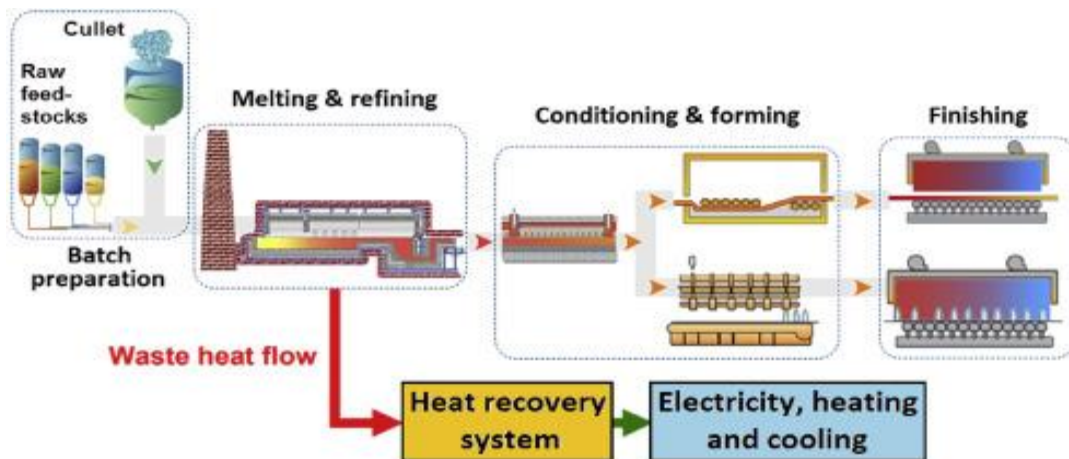 Cullet
Raw
feed-
stocks
Batch
preparation
Melting & refining
Conditioning & forming
Finishing
Waste heat flow
Heat recovery
system
Electricity, heating
and cooling